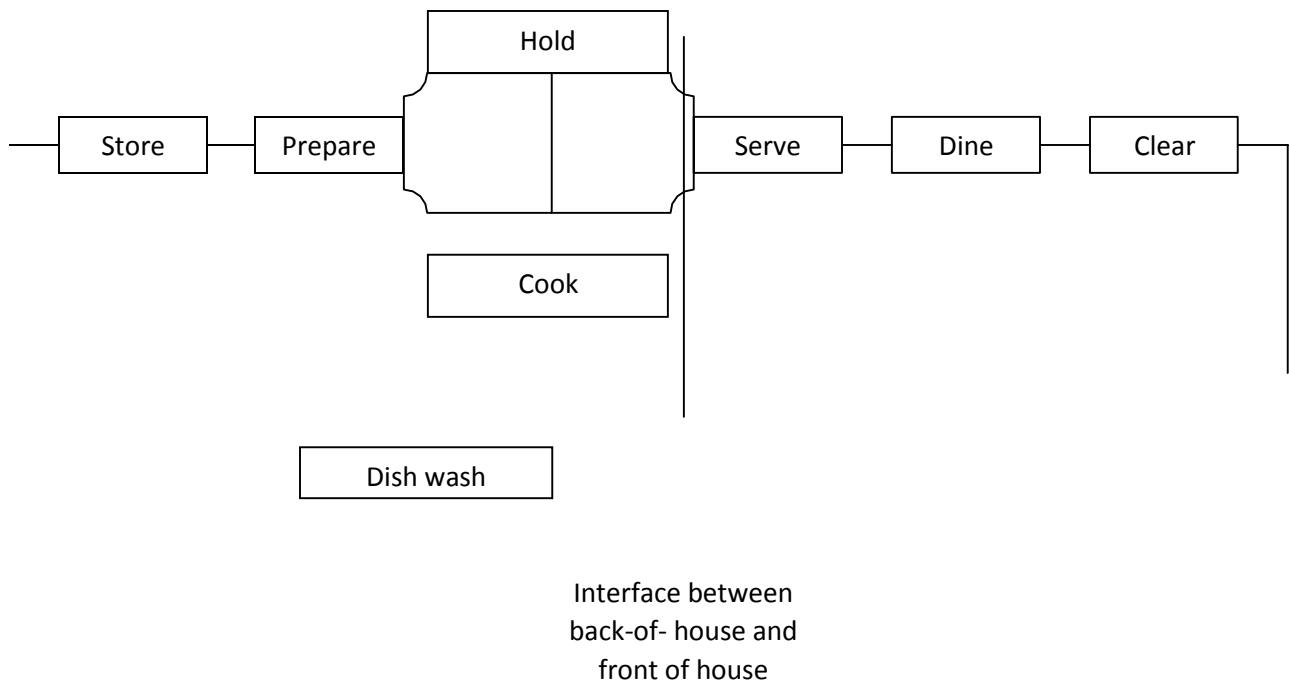 Hold
Store
Prepare
Serve
Dine
Clear
Cook
Dish wash
Interface between
back-of- house and
front of house